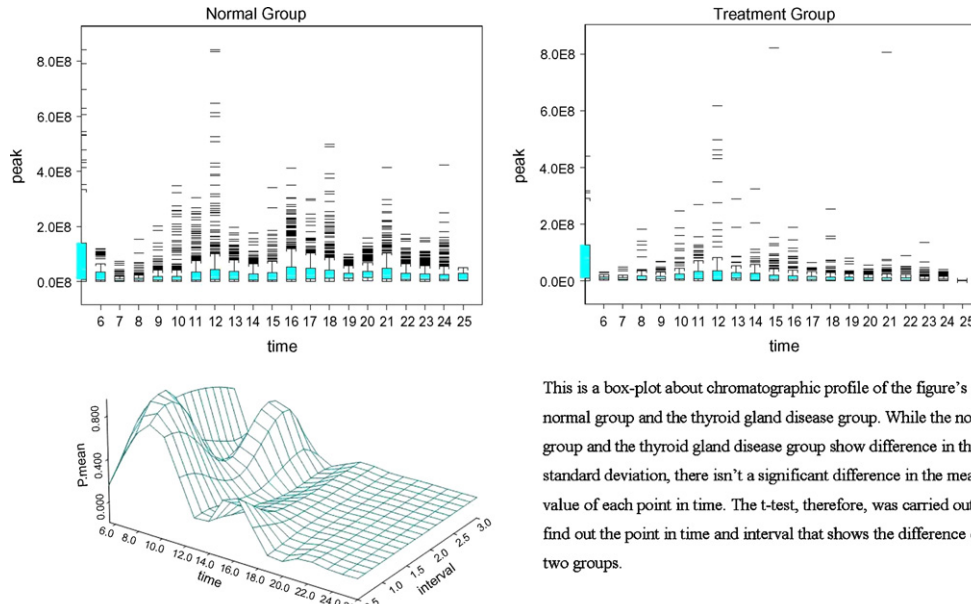 Normal Group
Treatment Group
8.0E8
6.0E8
4.0E8
2.0E8
0.0E8
peak
6 7 8 9 10 11 12 13 14 15 16 17 18 19 20 21 22 23 24 25
time
8.0E8
6.0E8
4.0E8
2.0E8
0.0E0
peak
6 7 8 9 10 11 12 13 14 15 16 17 18 19 20 21 22 23 24 25
time
0.800
0.400
0.000
P.mean
6.0 8.0 10.0 12.0 14.0 16.0 18.0 20.0 22.0 24.0
time
1.0 1.5 2.0 2.5 3.0
interval
This is a box-plot about chromatographic profile of the figure's
normal group and the thyroid gland disease group. While the
group and the thyroid gland disease group show difference in
standard deviation, there isn't a significant difference in the
value of each point in time. The t-test, therefore, was carried
find out the point in time and interval that shows the difference
two groups.